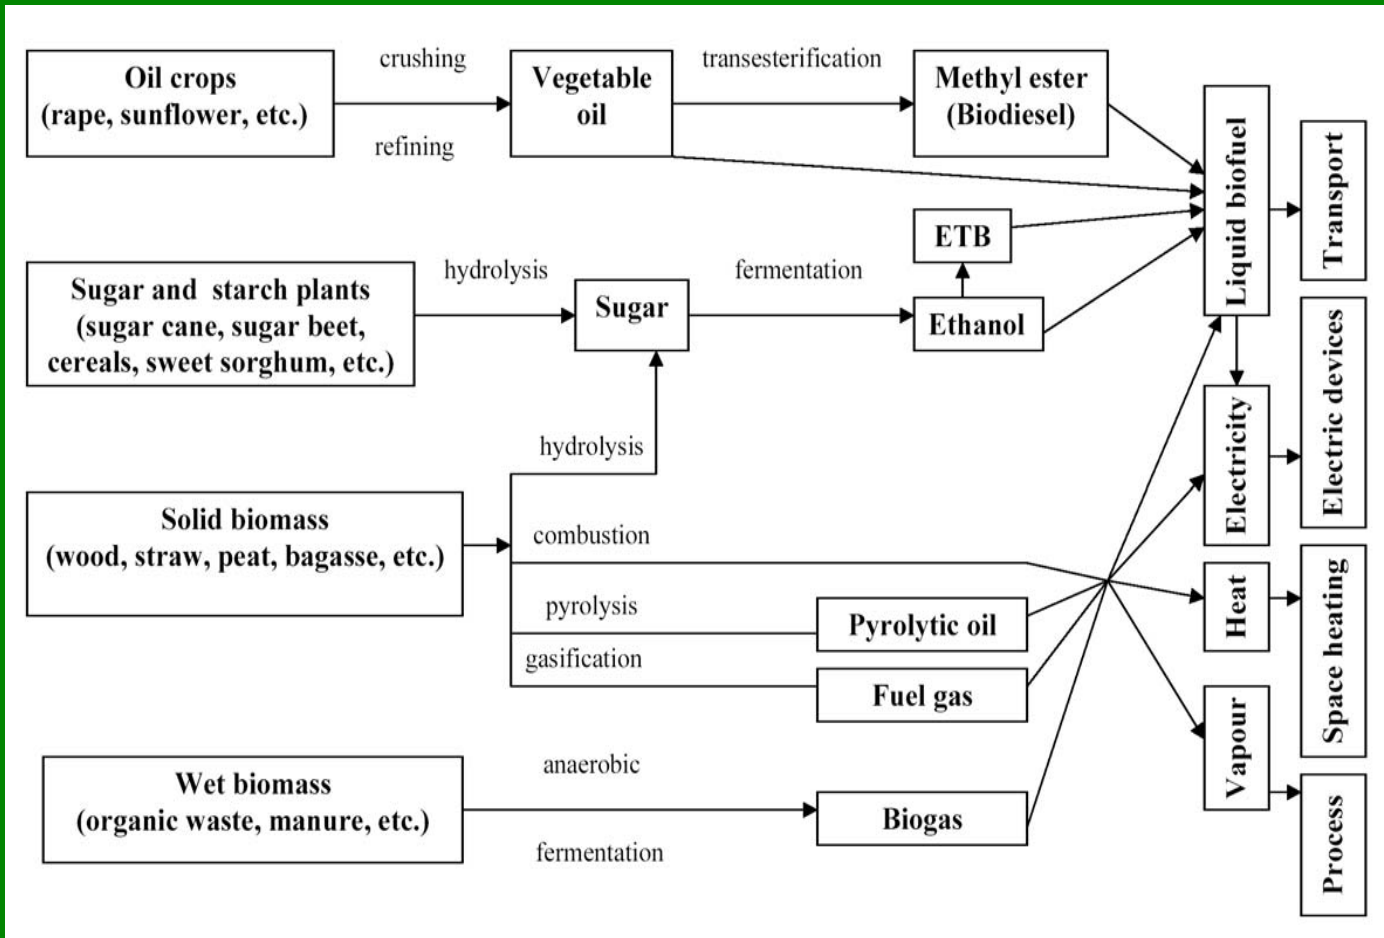 Oil crops
(rape, sunflower, etc.)
crushing
refining
Vegetable
oil
transesterification
Methyl ester
(Biodiesel)
Liquid biofuel
Transport
Sugar and starch plants
(sugar cane, sugar beet,
cereals, sweet sorghum, etc.)
hydrolysis
Sugar
fermentation
ETB
Ethanol
Electricity
Electric devices
hydrolysis
Solid biomass
(wood, straw, peat, bagasse, etc.)
combustion
pyrolysis
gasification
Pyrolytic oil
Fuel gas
Heat
Space heating
Wet biomass
(organic waste, manure, etc.)
anaerobic
fermentation
Biogas
Vapour
Process